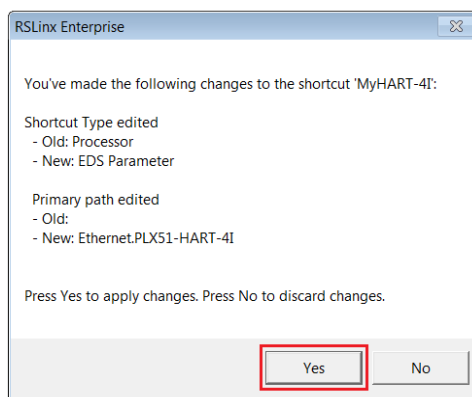 RSLinx Enterprise
You've made the following changes to the shortcut 'MyHART-4I':
Shortcut Type edited
- Old: Processor
- New: EDS Parameter
Primary path edited
- Old:
- New: Ethernet.PLX51-HART-4I
Press Yes to apply changes. Press No to discard changes.
Yes
No